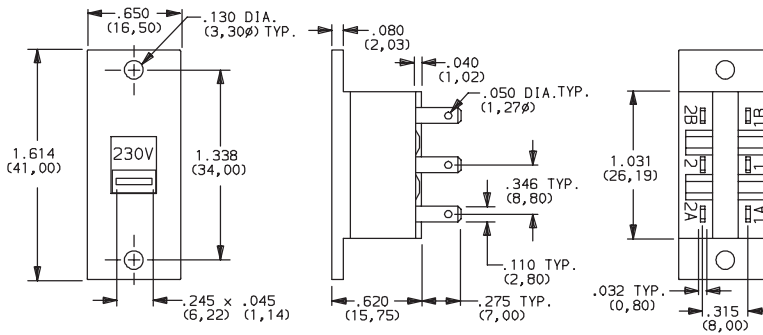 .650
(16,50)
.130 DIA.
(3,30ø) TYP.
1.614
(41,00)
230V
1.338
(34,00)
.245 x .045
(6,22) (1,14)
.080
(2,03)
.040
(1,02)
.050 DIA.TYP.
(1,27ø)
.346 TYP.
(8,80)
.110 TYP.
(2,80)
.620
(15,75)
.275 TYP.
(7,00)
1.031
(26,19)
2B
1B
2
1
2A
1A
.032 TYP.
(0,80)
.315
(8,00)